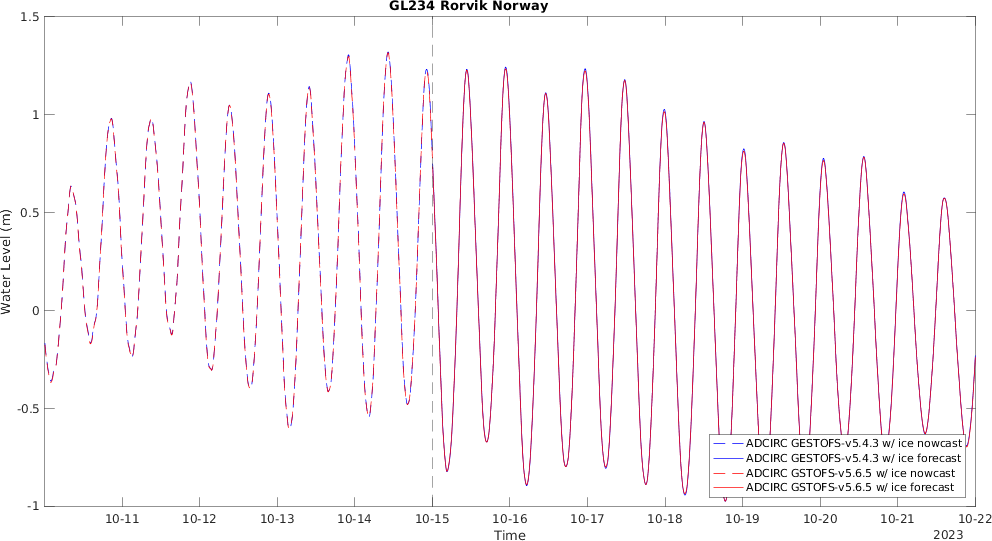 GL234 Rorvik Norway
1.5
1
0.5
0
-0.5
-1
Water Level (m)
10-11 10-12 10-13 10-14 10-15 10-16 10-17 10-18 10-19 10-20 10-21 10-22
Time
2023
ADCIRC GESTOFS-v5.4.3 w/ ice nowcast
ADCIRC GESTOFS-v5.4.3 w/ ice forecast
ADCIRC GSTOFS-v5.6.5 w/ ice nowcast
ADCIRC GSTOFS-v5.6.5 w/ ice forecast